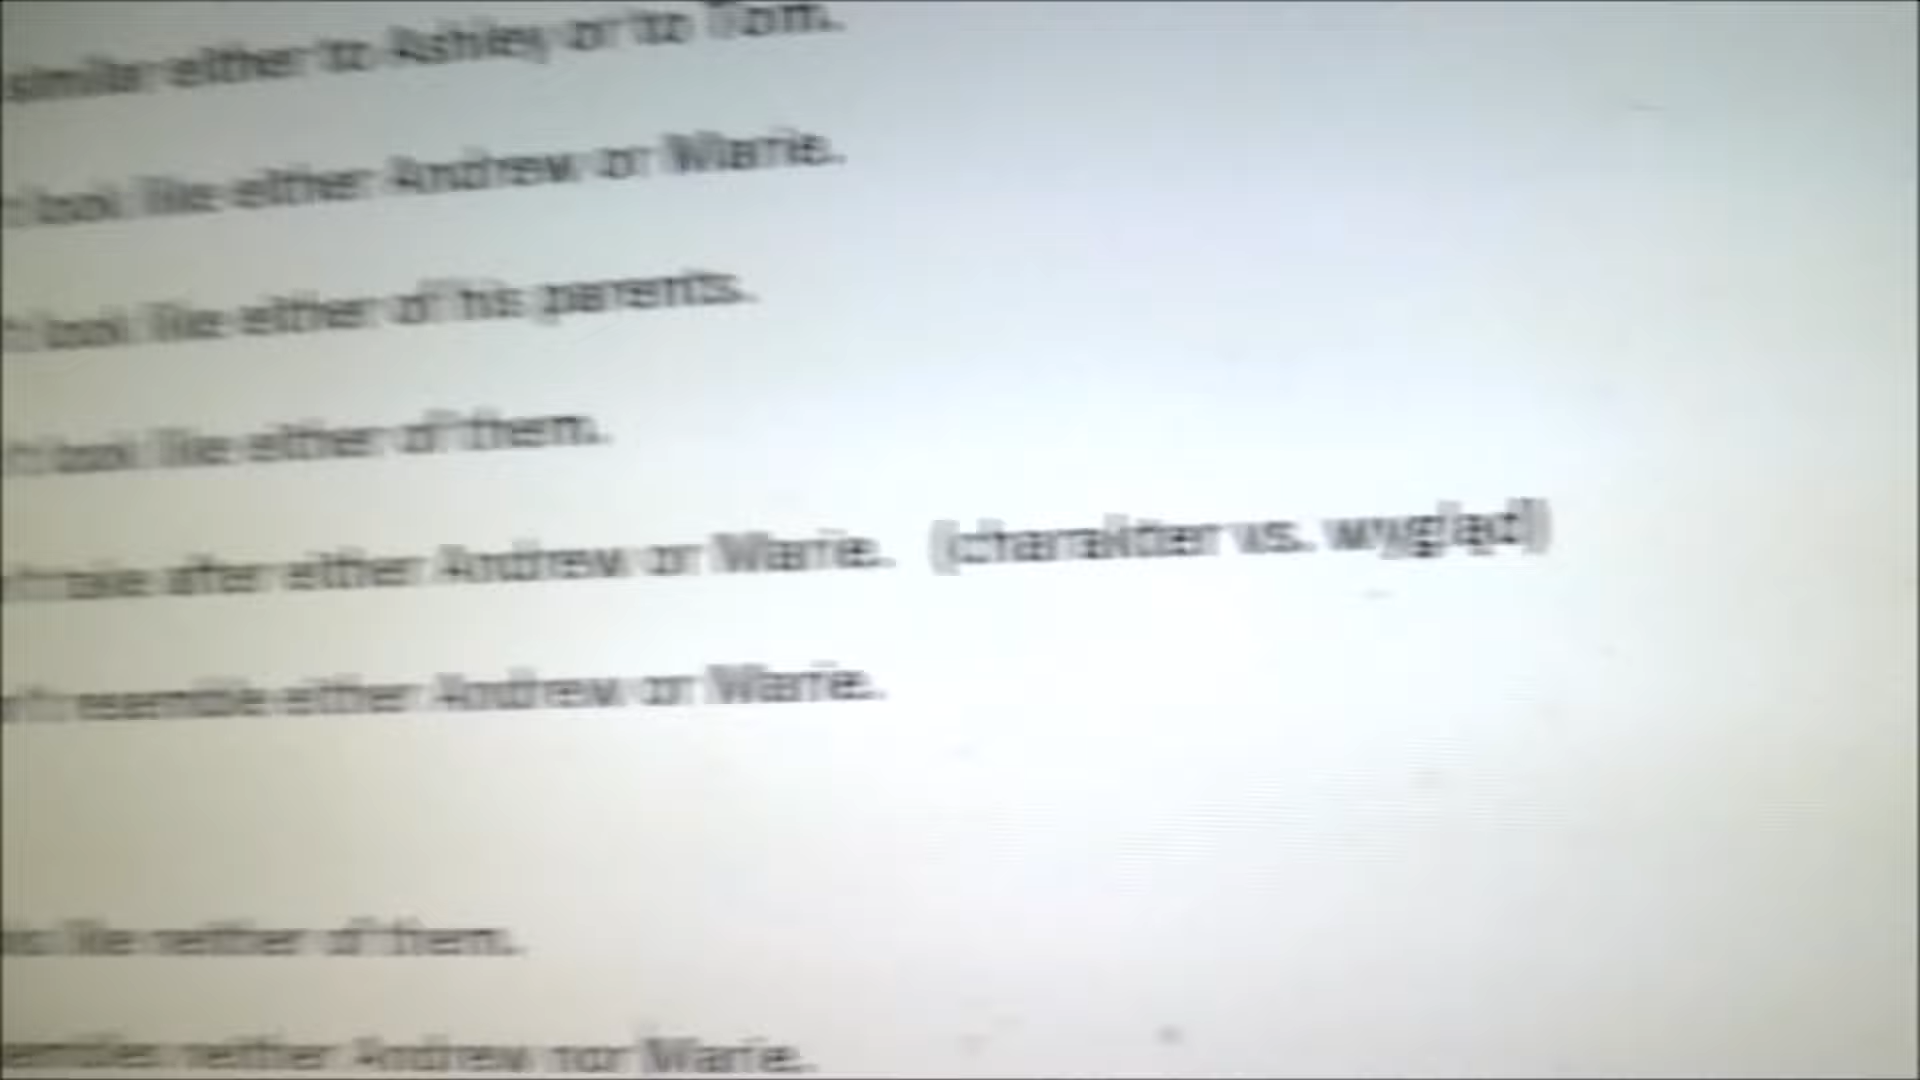 similar either to Ashley or to Tom.
look like either Andrew or Marie.
look like either of his parents.
look like either of them.
take after either Andrew or Marie. (charakter vs. wygląd)
resemble either Andrew or Marie.
like neither of them.
neither Andrew nor Marie.